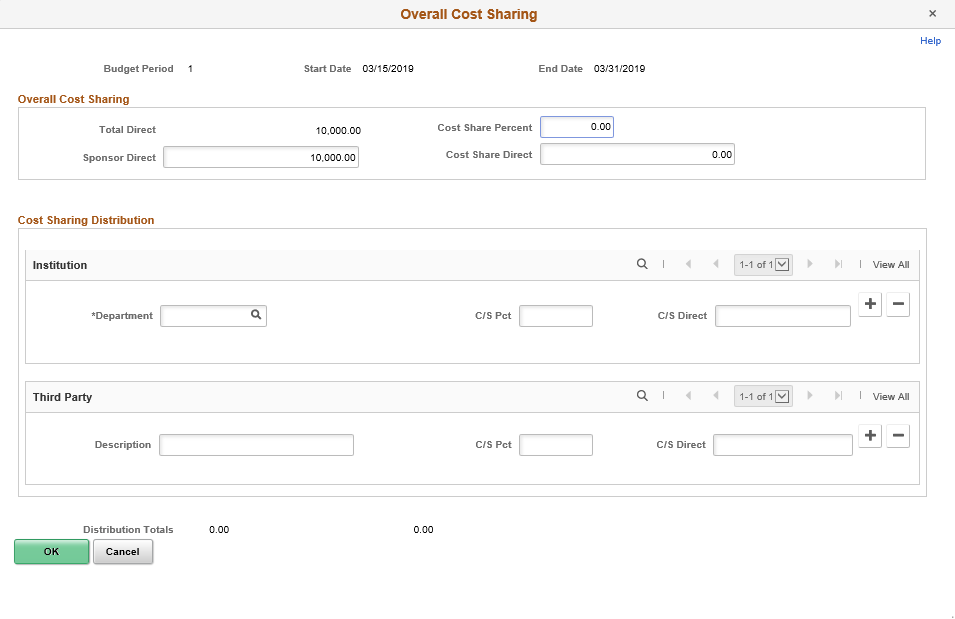 Overall Cost Sharing ×
Help
Budget Period 1 Start Date 03/15/2019 End Date 03/31/2019
Overall Cost Sharing
Total Direct 10,000.00 Cost Share Percent 0.00
Sponsor Direct 10,000.00 Cost Share Direct 0.00
Cost Sharing Distribution
Institution 1-1 of 1 View All
*Department C/S Pct C/S Direct
Third Party 1-1 of 1 View All
Description C/S Pct C/S Direct
Distribution Totals 0.00 0.00
OK Cancel